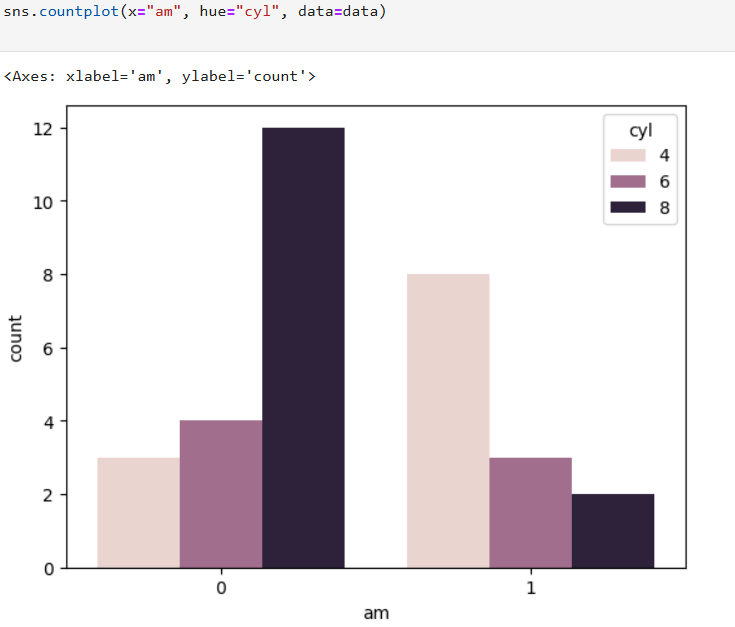 sns.countplot(x="am", hue="cyl", data=data)
<Axes: xlabel='am', ylabel='count'>
12
10
8
6
4
2
0
count
cyl
4
6
8
0 1
am